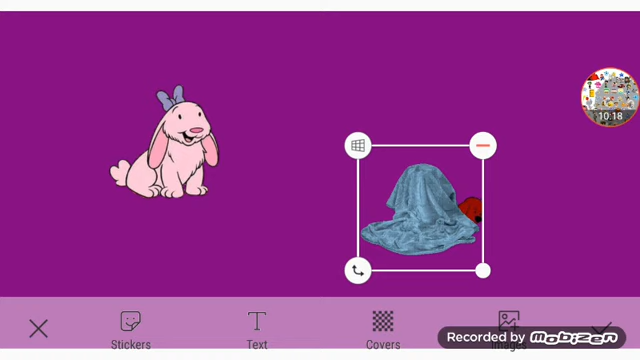 10:18
Stickers
Text
Covers
Images
Recorded by MOBIZEN